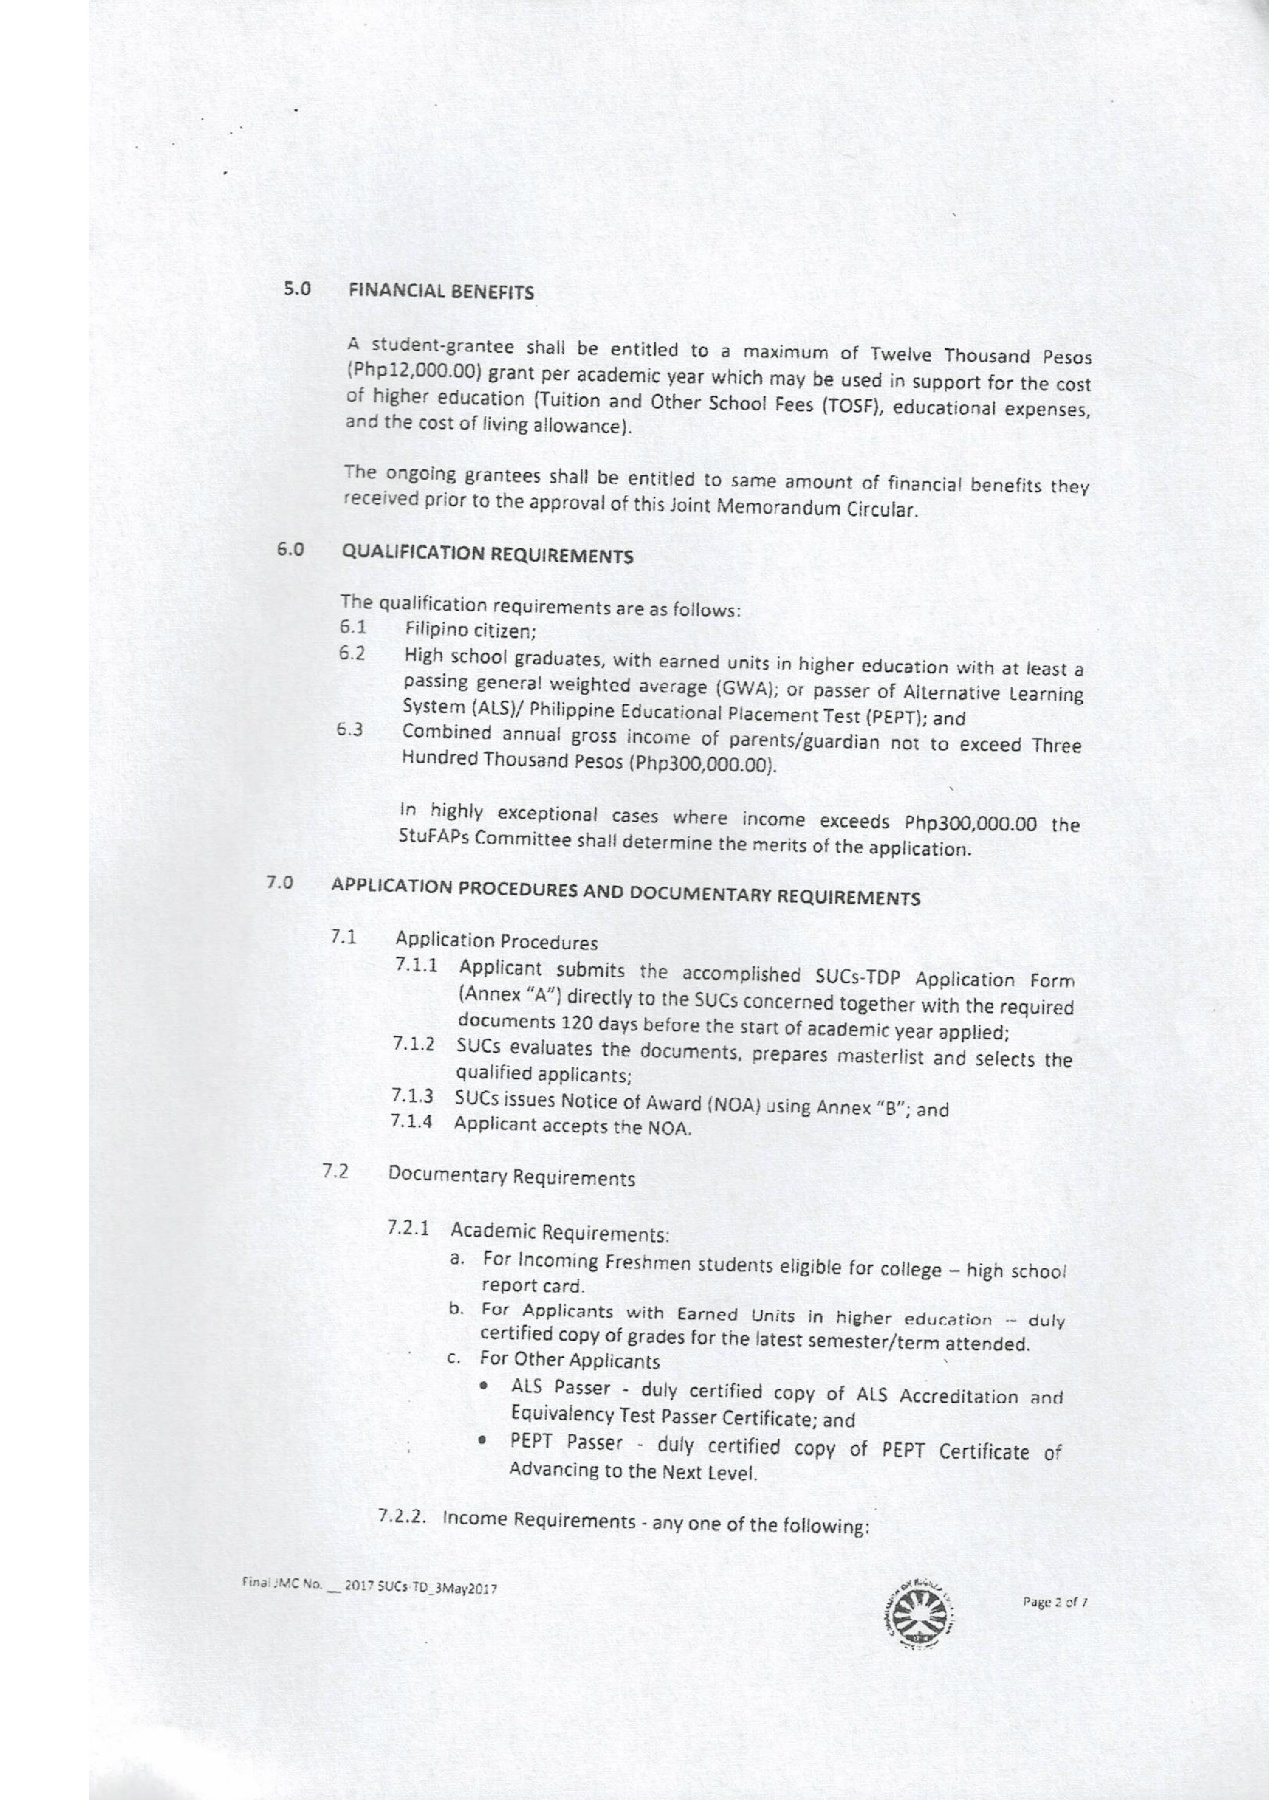 5.0 FINANCIAL BENEFITS
A student-grantee shall be entitled to a maximum of Twelve Thousand Pesos
(Php12,000.00) grant per academic year which may be used in support for the cost
of higher education (Tuition and Other School Fees (TOSF), educational expenses,
and the cost of living allowance).
The ongoing grantees shall be entitled to same amount of financial benefits they
received prior to the approval of this Joint Memorandum Circular.
6.0 QUALIFICATION REQUIREMENTS
The qualification requirements are as follows:
6.1 Filipino citizen;
6.2 High school graduates, with earned units in higher education with at least a
passing general weighted average (GWA); or passer of Alternative Learning
System (ALS)/ Philippine Educational Placement Test (PEPT); and
6.3 Combined annual gross income of parents/guardian not to exceed Three
Hundred Thousand Pesos (Php300,000.00).
In highly exceptional cases where income exceeds Php300,000.00 the
StuFAPs Committee shall determine the merits of the application.
7.0 APPLICATION PROCEDURES AND DOCUMENTARY REQUIREMENTS
7.1 Application Procedures
7.1.1 Applicant submits the accomplished SUCs-TDP Application Form
(Annex "A") directly to the SUCs concerned together with the required
documents 120 days before the start of academic year applied;
7.1.2 SUCs evaluates the documents, prepares masterlist and selects the
qualified applicants;
7.1.3 SUCs issues Notice of Award (NOA) using Annex "B"; and
7.1.4 Applicant accepts the NOA.
7.2 Documentary Requirements
7.2.1 Academic Requirements:
a. For Incoming Freshmen students eligible for college – high school
report card.
b. For Applicants with Earned Units in higher education – duly
certified copy of grades for the latest semester/term attended.
c. For Other Applicants
• ALS Passer - duly certified copy of ALS Accreditation and
Equivalency Test Passer Certificate; and
• PEPT Passer - duly certified copy of PEPT Certificate of
Advancing to the Next Level.
7.2.2. Income Requirements - any one of the following:
Final JMC No. __ 2017 SUCs-TD_3May2017
Page 2 of 7